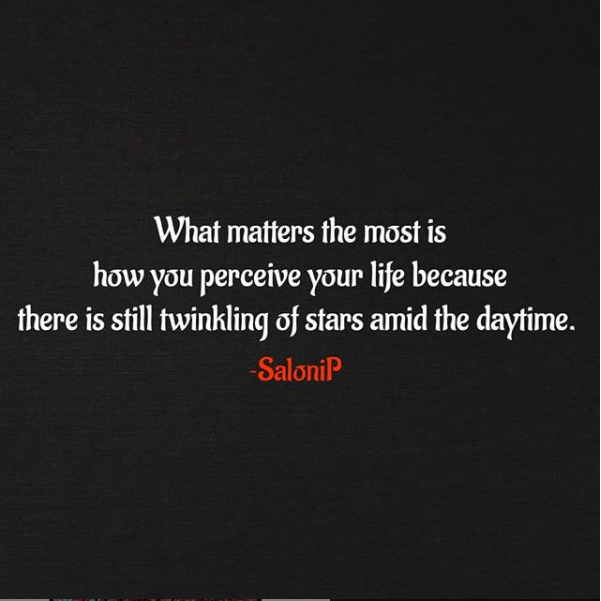 What matters the most is
how you perceive your life because
there is still twinkling of stars amid the daytime.
-SaloniP